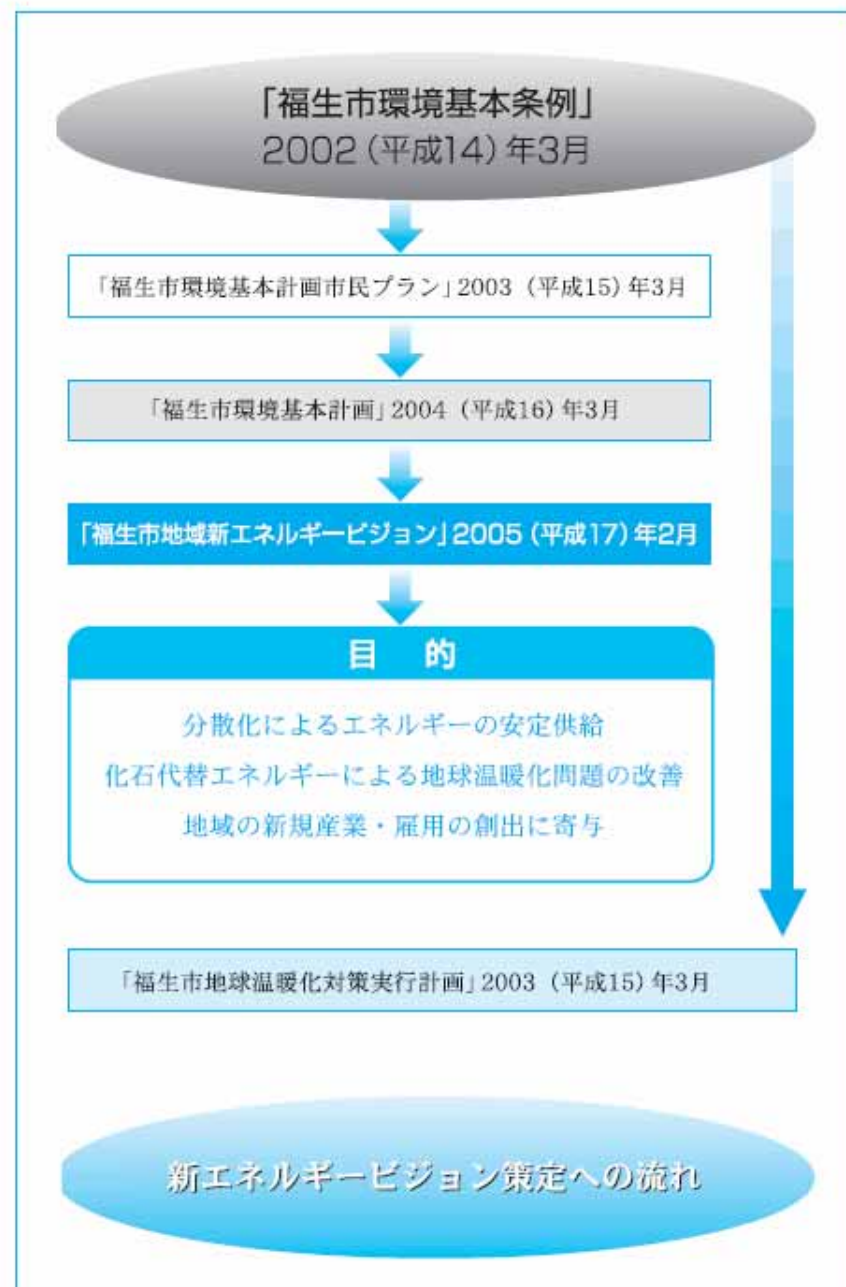 「福生市環境基本条例」
2002（平成14）年3月
「福生市環境基本計画市民プラン」2003（平成15）年3月
「福生市環境基本計画」2004（平成16）年3月
「福生市地域新エネルギービジョン」2005（平成17）年2月
目　的
分散化によるエネルギーの安定供給
化石代替エネルギーによる地球温暖化問題の改善
地域の新規産業・雇用の創出に寄与
「福生市地球温暖化対策実行計画」2003（平成15）年3月
新エネルギービジョン策定への流れ